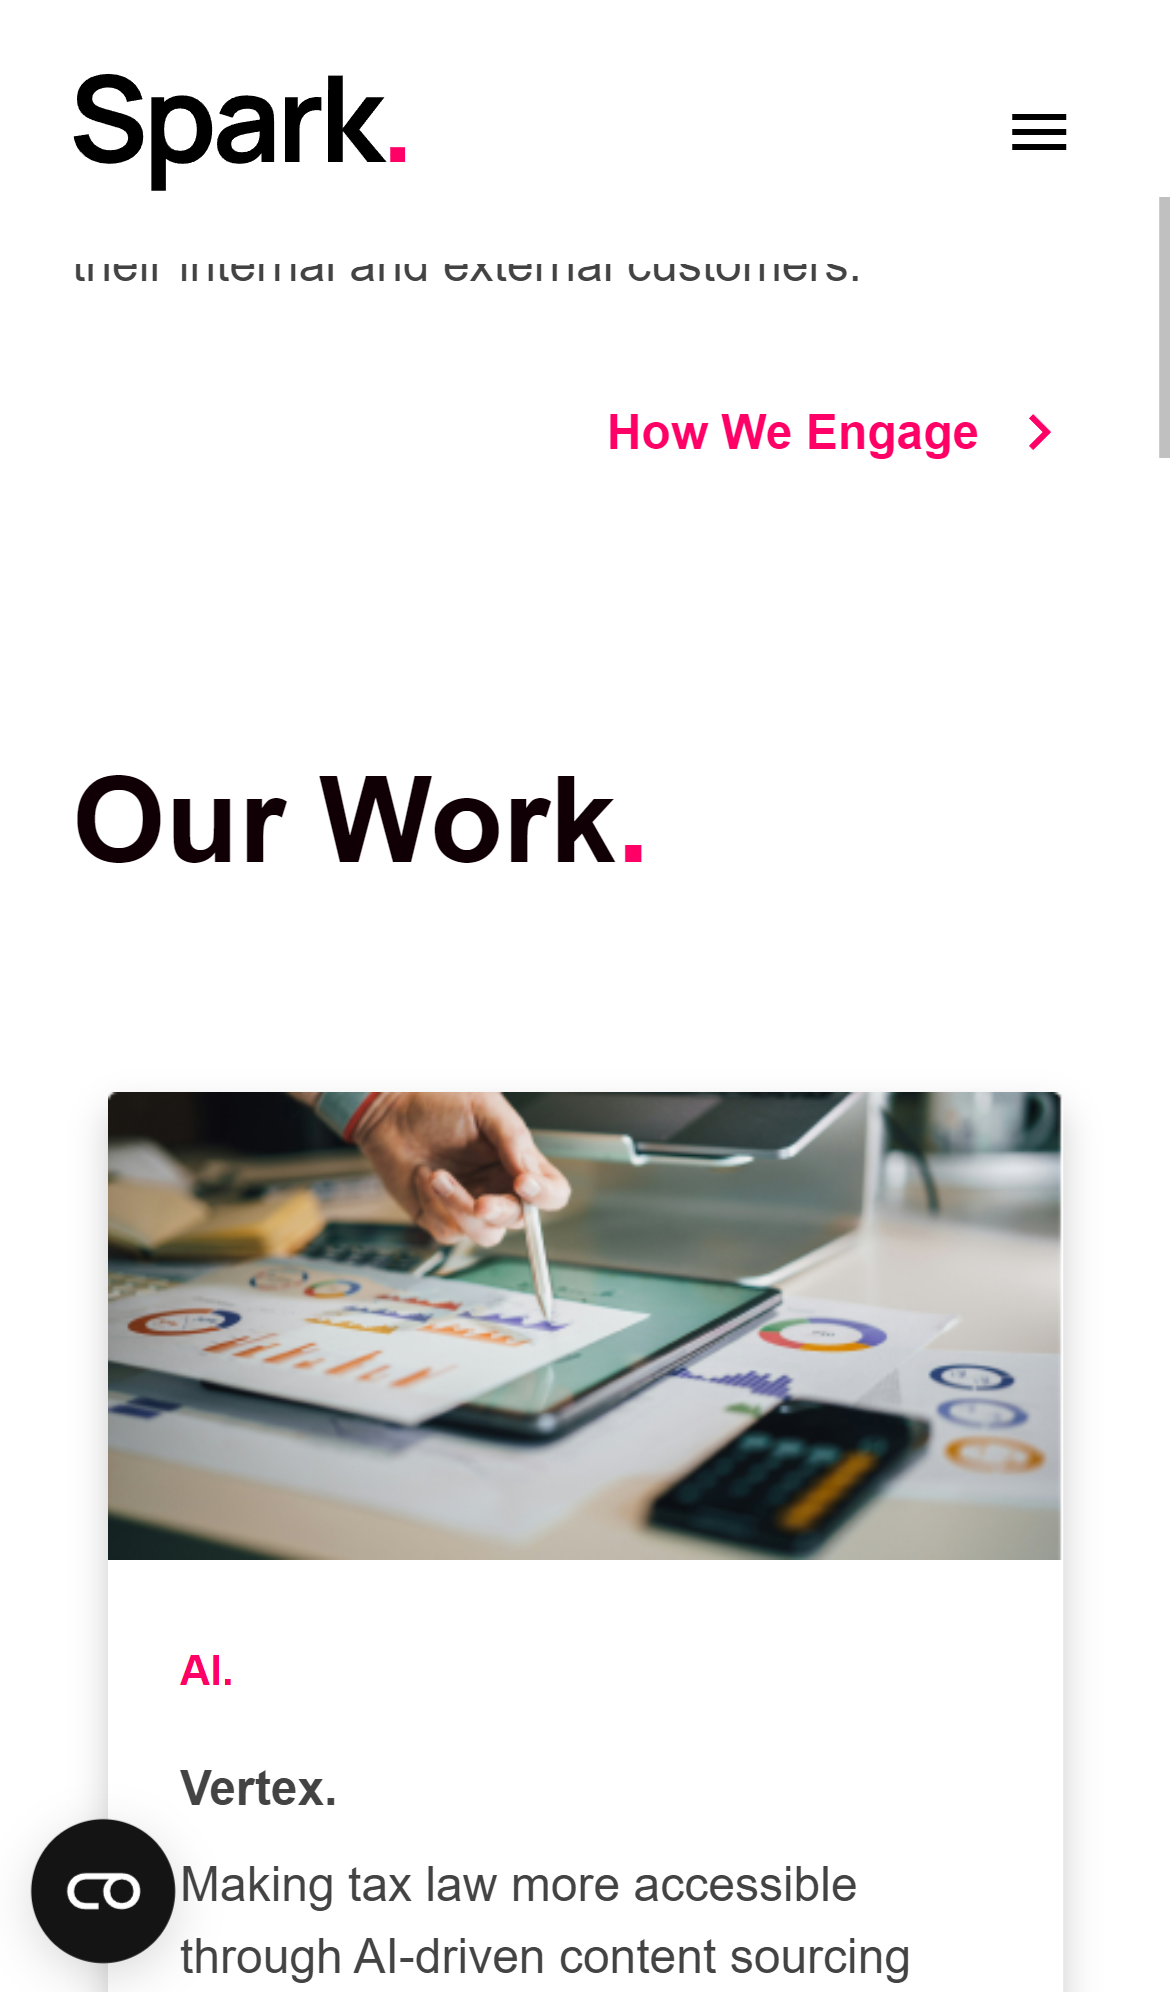 Spark.
their internal and external customers.
How We Engage
Our Work.
AI.
Vertex.
Making tax law more accessible
through AI-driven content sourcing